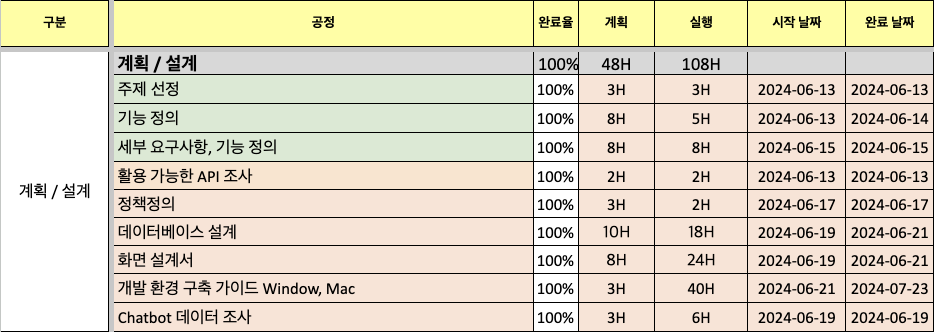 구분 공정 완료율 계획 실행 시작 날짜 완료 날짜
계획 / 설계 100% 48H 108H
주제 선정 100% 3H 3H 2024-06-13 2024-06-13
기능 정의 100% 8H 5H 2024-06-13 2024-06-14
세부 요구사항, 기능 정의 100% 8H 8H 2024-06-15 2024-06-15
활용 가능한 API 조사 100% 2H 2H 2024-06-13 2024-06-13
계획 / 설계
정책정의 100% 3H 2H 2024-06-17 2024-06-17
데이터베이스 설계 100% 10H 18H 2024-06-19 2024-06-21
화면 설계서 100% 8H 24H 2024-06-19 2024-06-21
개발 환경 구축 가이드 Window, Mac 100% 3H 40H 2024-06-21 2024-07-23
Chatbot 데이터 조사 100% 3H 6H 2024-06-19 2024-06-19